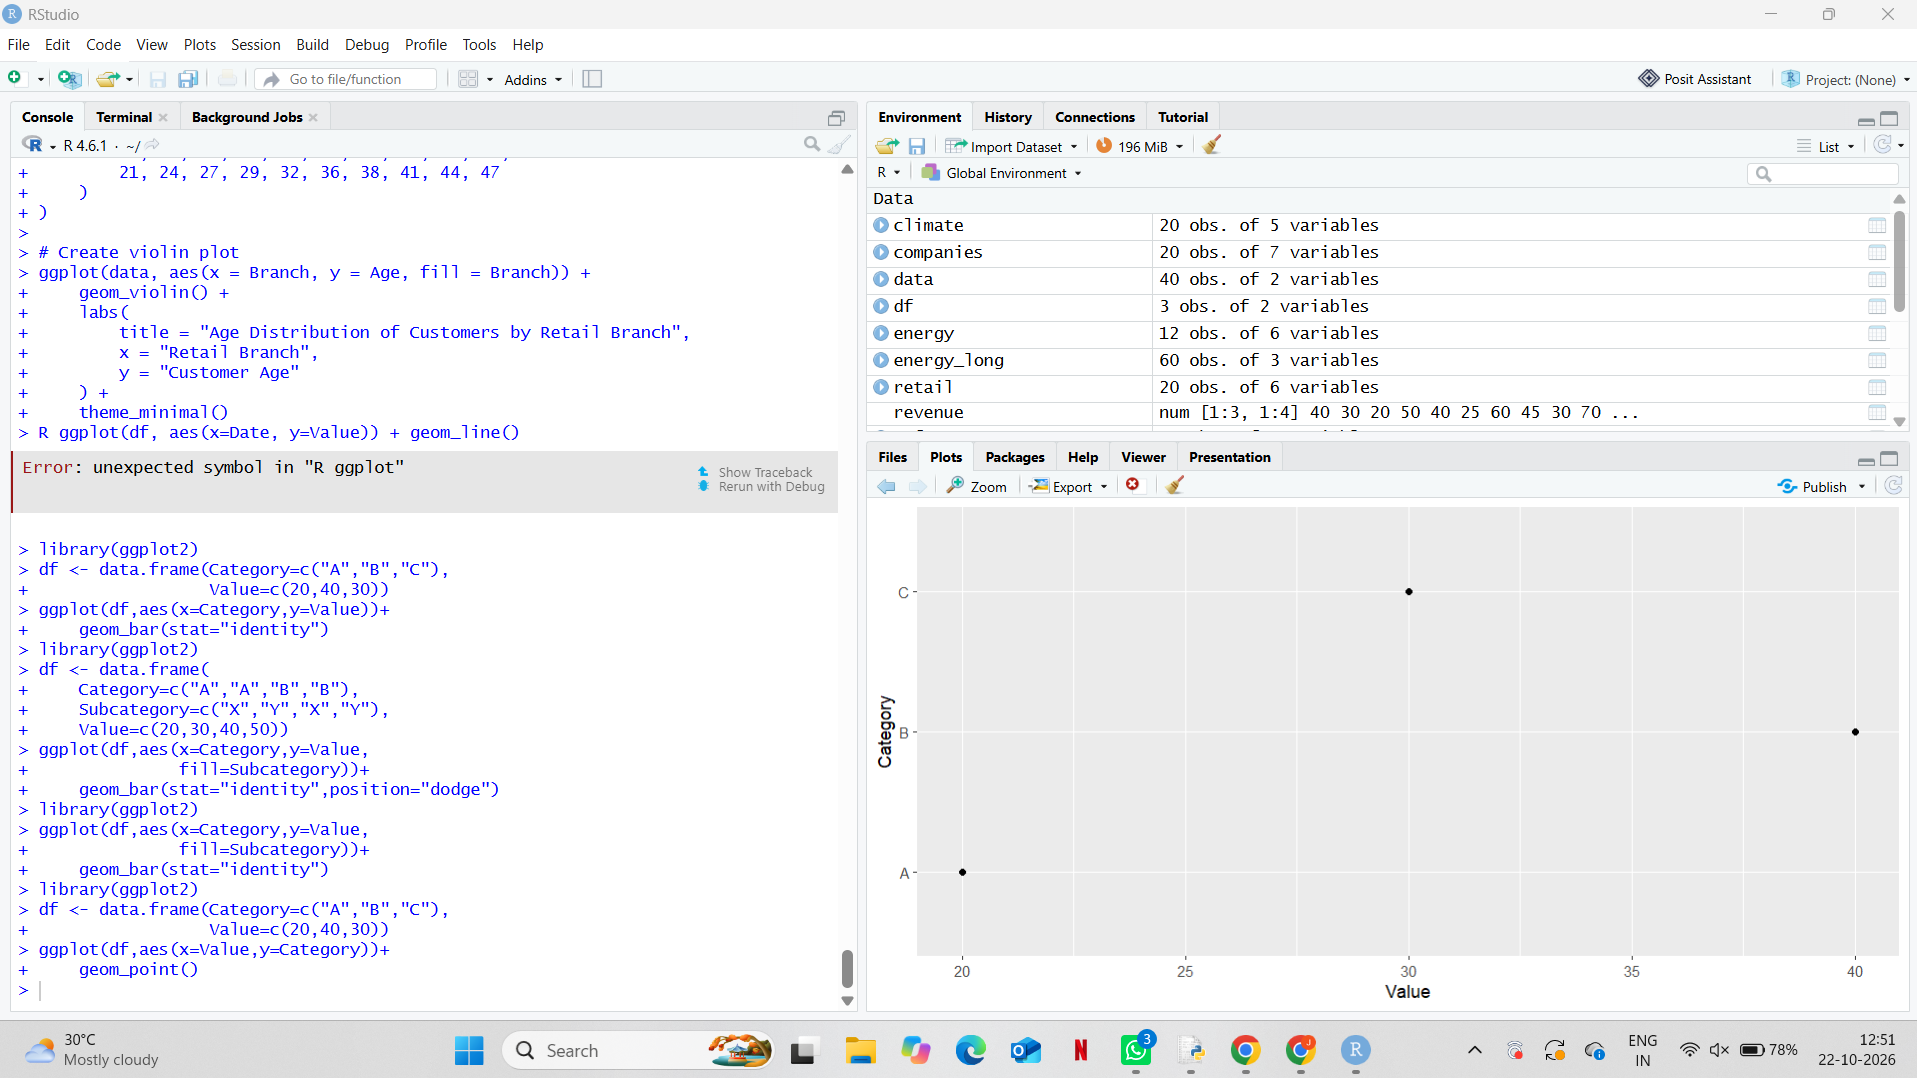 RStudio
File Edit Code View Plots Session Build Debug Profile Tools Help
Go to file/function Addins Posit Assistant Project: (None)
Console Terminal Background Jobs
R 4.6.1 · ~/
+         21, 24, 27, 29, 32, 36, 38, 41, 44, 47
+     )
+ )
>
> # Create violin plot
> ggplot(data, aes(x = Branch, y = Age, fill = Branch)) +
+     geom_violin() +
+     labs(
+         title = "Age Distribution of Customers by Retail Branch",
+         x = "Retail Branch",
+         y = "Customer Age"
+     ) +
+     theme_minimal()
> R ggplot(df, aes(x=Date, y=Value)) + geom_line()
Error: unexpected symbol in "R ggplot"
Show Traceback
Rerun with Debug
> library(ggplot2)
> df <- data.frame(Category=c("A","B","C"),
+                  Value=c(20,40,30))
> ggplot(df,aes(x=Category,y=Value))+
+     geom_bar(stat="identity")
> library(ggplot2)
> df <- data.frame(
+     Category=c("A","A","B","B"),
+     Subcategory=c("X","Y","X","Y"),
+     Value=c(20,30,40,50))
> ggplot(df,aes(x=Category,y=Value,
+               fill=Subcategory))+
+     geom_bar(stat="identity",position="dodge")
> library(ggplot2)
> ggplot(df,aes(x=Category,y=Value,
+               fill=Subcategory))+
+     geom_bar(stat="identity")
> library(ggplot2)
> df <- data.frame(Category=c("A","B","C"),
+                  Value=c(20,40,30))
> ggplot(df,aes(x=Value,y=Category))+
+     geom_point()
>
Environment History Connections Tutorial
Import Dataset 196 MiB List
R Global Environment
Data
climate 20 obs. of 5 variables
companies 20 obs. of 7 variables
data 40 obs. of 2 variables
df 3 obs. of 2 variables
energy 12 obs. of 6 variables
energy_long 60 obs. of 3 variables
retail 20 obs. of 6 variables
revenue num [1:3, 1:4] 40 30 20 50 40 25 60 45 30 70 ...
Files Plots Packages Help Viewer Presentation
Zoom Export Publish
C
B
A
Category
20 25 30 35 40
Value
30°C
Mostly cloudy
Search
3
ENG
IN
78%
12:51
22-10-2026